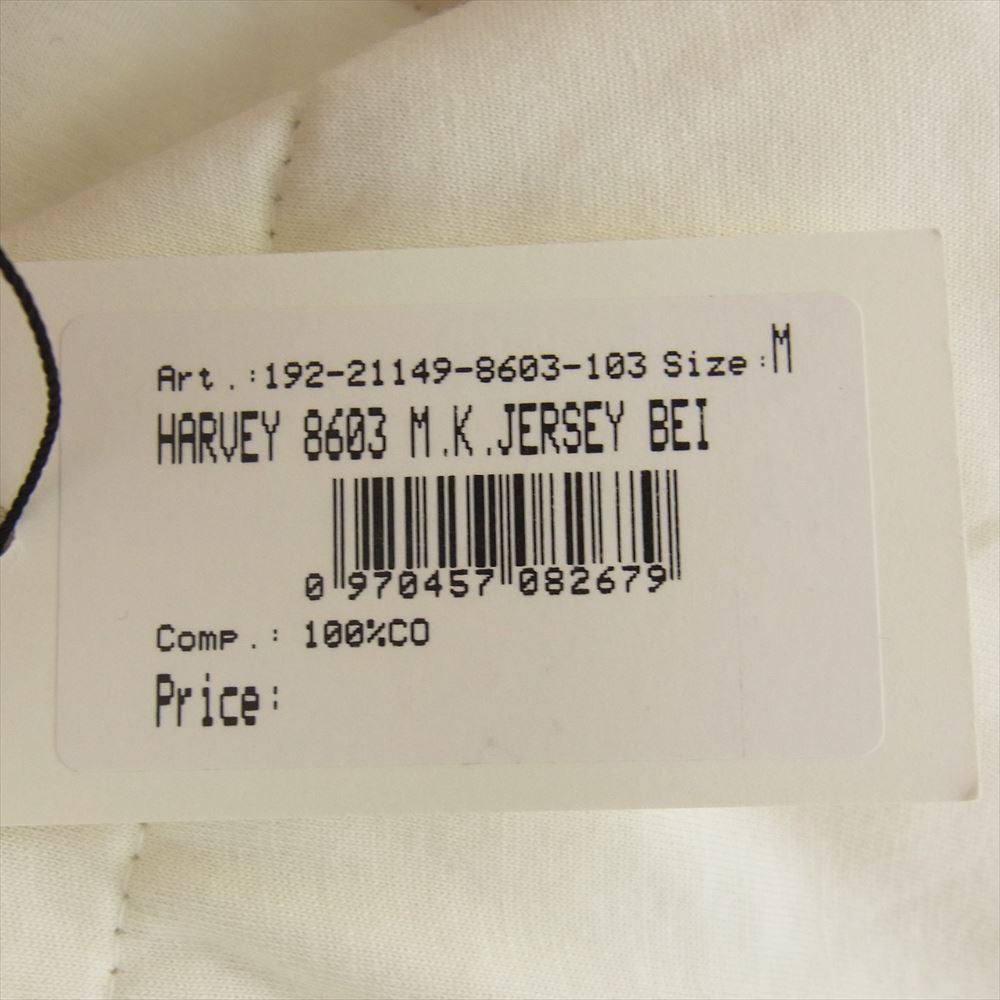 Art.:192-21149-8603-103 Size:M
HARVEY 8603 M.K.JERSEY BEI
0 970457 082679
Comp.: 100%CO
Price: